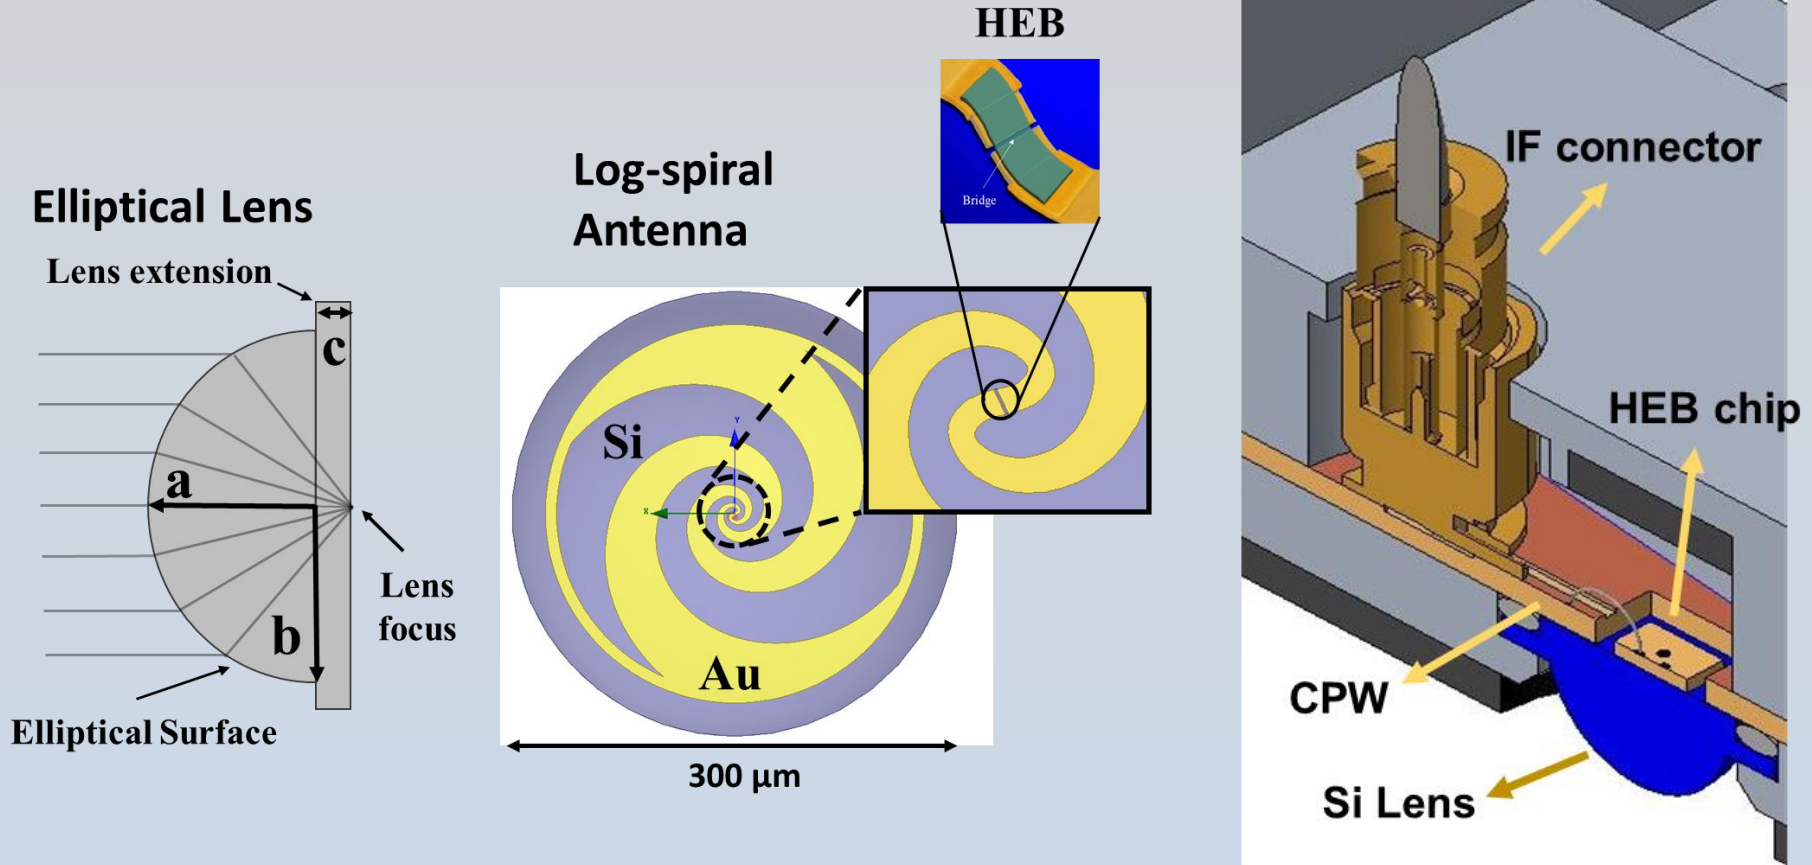 Elliptical Lens
Lens extension
c
a
b
Lens
focus
Elliptical Surface
Log-spiral
Antenna
HEB
Bridge
Si
Y
X
Au
300 µm
IF connector
HEB chip
CPW
Si Lens